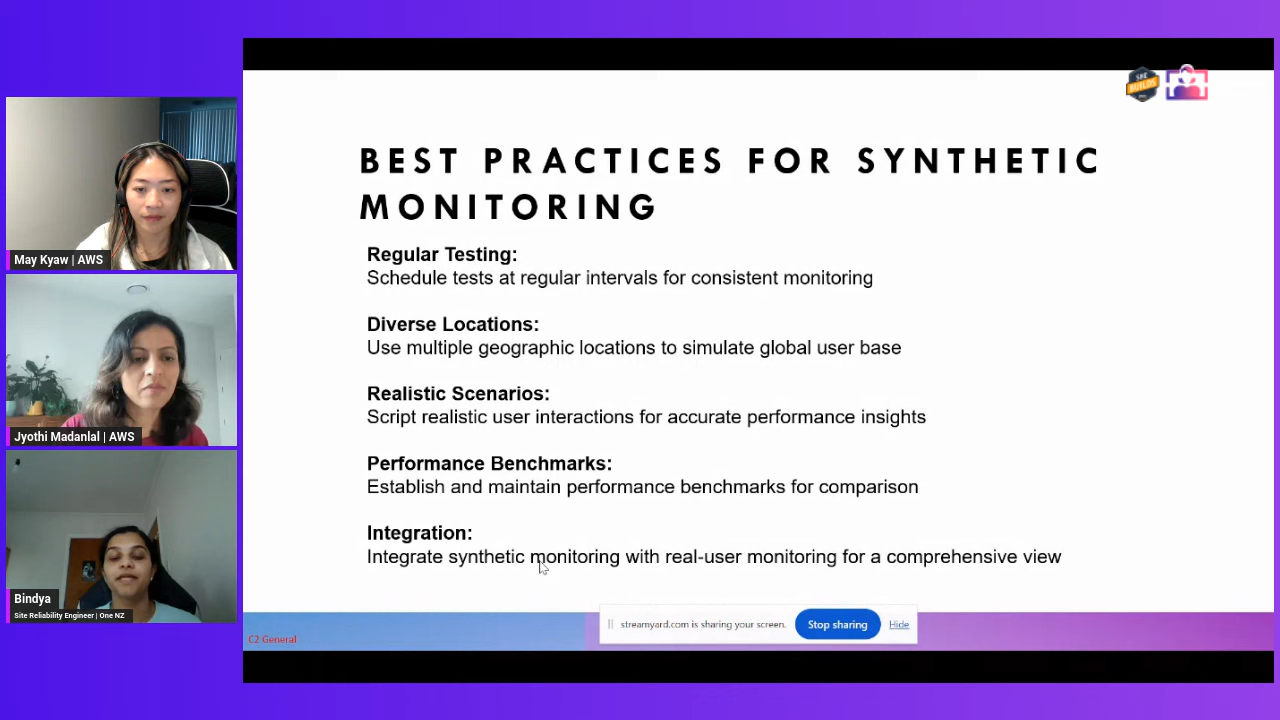 SHE
BUILDS
BEST PRACTICES FOR SYNTHETIC
MONITORING
Regular Testing:
Schedule tests at regular intervals for consistent monitoring
Diverse Locations:
Use multiple geographic locations to simulate global user base
Realistic Scenarios:
Script realistic user interactions for accurate performance insights
Performance Benchmarks:
Establish and maintain performance benchmarks for comparison
Integration:
Integrate synthetic monitoring with real-user monitoring for a comprehensive view
C2 General
streamyard.com is sharing your screen.
Stop sharing
Hide
May Kyaw | AWS
Jyothi Madanlal | AWS
Bindya
Site Reliability Engineer | One NZ